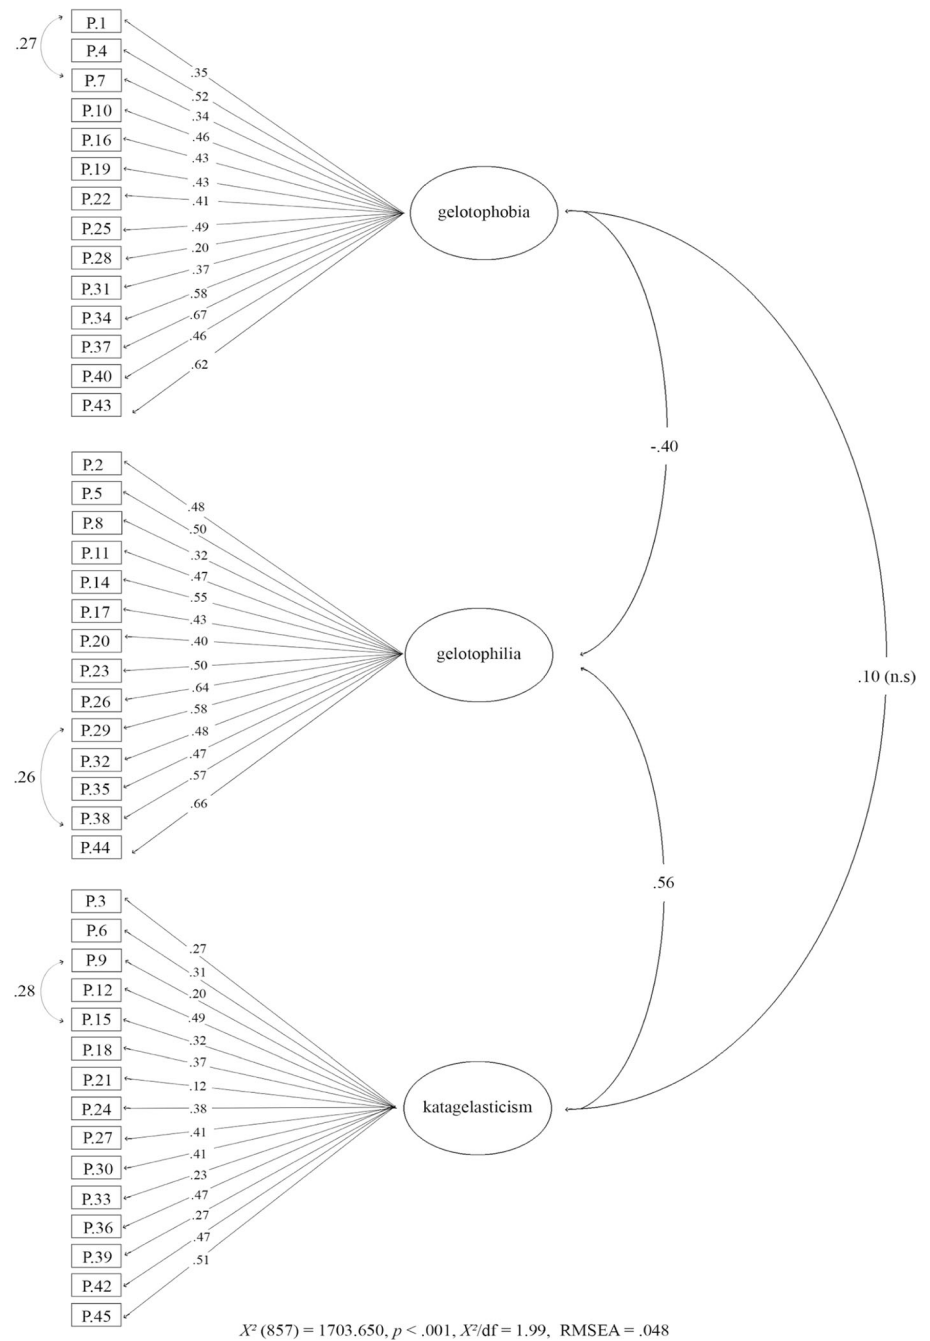 P.1
.27
P.4
P.7
P.10
P.16
P.19
P.22
P.25
P.28
P.31
P.34
P.37
P.40
P.43
.35
.52
.34
.46
.43
.43
.41
.49
.20
.37
.58
.67
.46
.62
gelotophobia
-.40
P.2
P.5
P.8
P.11
P.14
P.17
P.20
P.23
P.26
P.29
P.32
P.35
P.38
P.44
.26
.48
.50
.32
.47
.55
.43
.40
.50
.64
.58
.48
.47
.57
.66
gelotophilia
.10 (n.s)
.56
P.3
P.6
P.9
P.12
P.15
P.18
P.21
P.24
P.27
P.30
P.33
P.36
P.39
P.42
P.45
.28
.27
.31
.20
.49
.32
.37
.12
.38
.41
.41
.23
.47
.27
.47
.51
katagelasticism
X² (857) = 1703.650, p < .001, X²/df = 1.99, RMSEA = .048